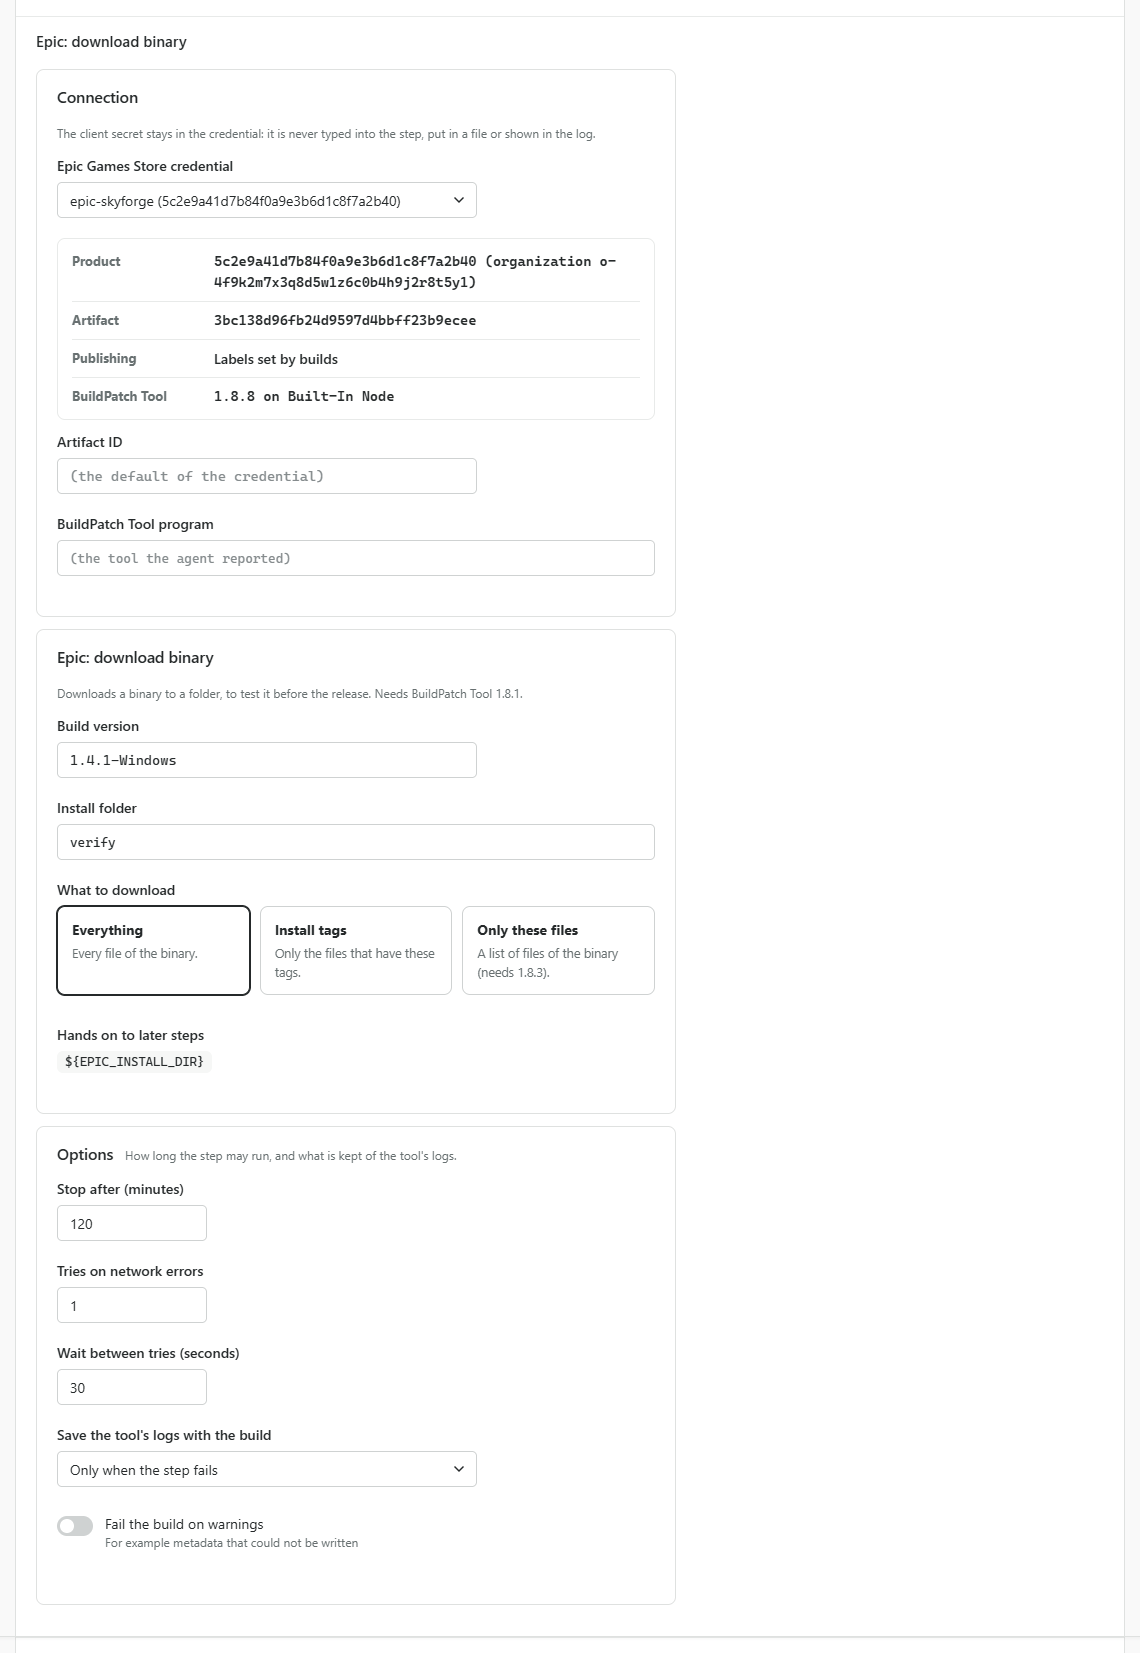 Epic: download binary
Connection
The client secret stays in the credential: it is never typed into the step, put in a file or shown in the log.
Epic Games Store credential
epic-skyforge (5c2e9a41d7b84f0a9e3b6d1c8f7a2b40)
Product
5c2e9a41d7b84f0a9e3b6d1c8f7a2b40 (organization o-
4f9k2m7x3q8d5w1z6c0b4h9j2r8t5y1)
Artifact
3bc138d96fb24d9597d4bbff23b9ecee
Publishing
Labels set by builds
BuildPatch Tool
1.8.8 on Built-In Node
Artifact ID
(the default of the credential)
BuildPatch Tool program
(the tool the agent reported)
Epic: download binary
Downloads a binary to a folder, to test it before the release. Needs BuildPatch Tool 1.8.1.
Build version
1.4.1-Windows
Install folder
verify
What to download
Everything
Every file of the binary.
Install tags
Only the files that have these
tags.
Only these files
A list of files of the binary
(needs 1.8.3).
Hands on to later steps
${EPIC_INSTALL_DIR}
Options How long the step may run, and what is kept of the tool's logs.
Stop after (minutes)
120
Tries on network errors
1
Wait between tries (seconds)
30
Save the tool's logs with the build
Only when the step fails
Fail the build on warnings
For example metadata that could not be written